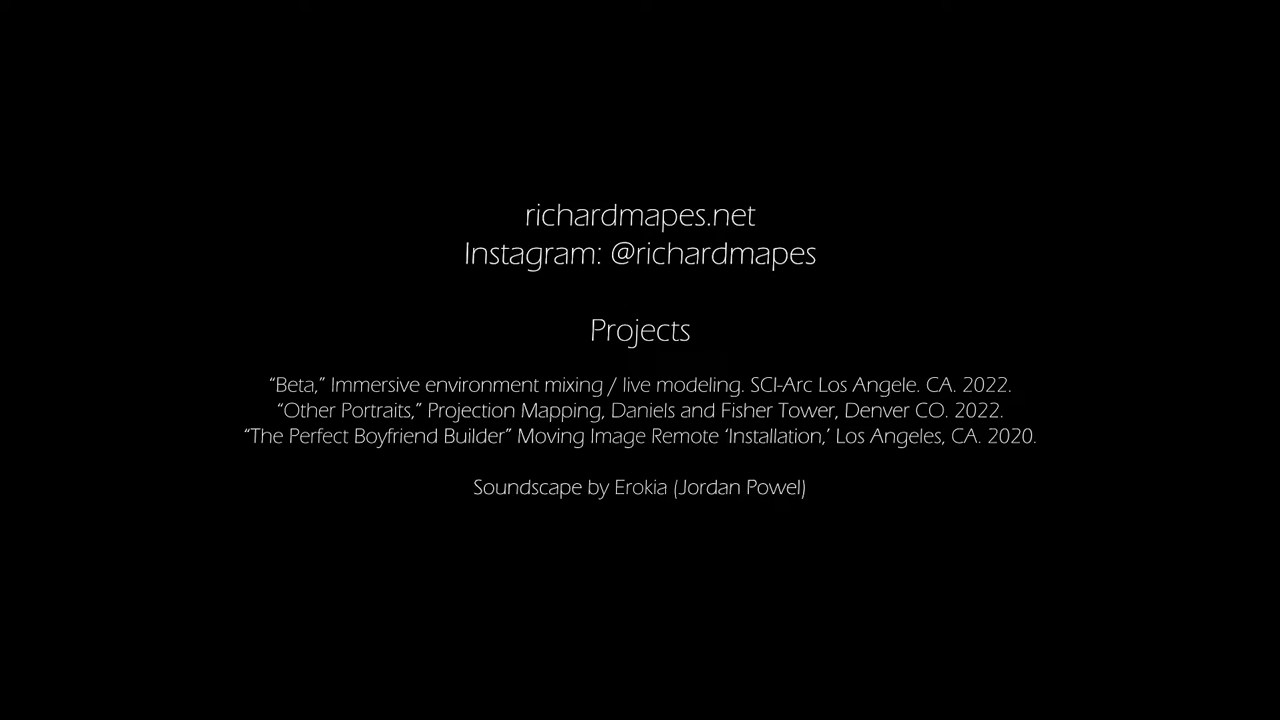 richardmapes.net
Instagram: @richardmapes
Projects
“Beta,” Immersive environment mixing / live modeling. SCI-Arc Los Angele. CA. 2022.
“Other Portraits,” Projection Mapping, Daniels and Fisher Tower, Denver CO. 2022.
“The Perfect Boyfriend Builder” Moving Image Remote ‘Installation,’ Los Angeles, CA. 2020.
Soundscape by Erokia (Jordan Powel)